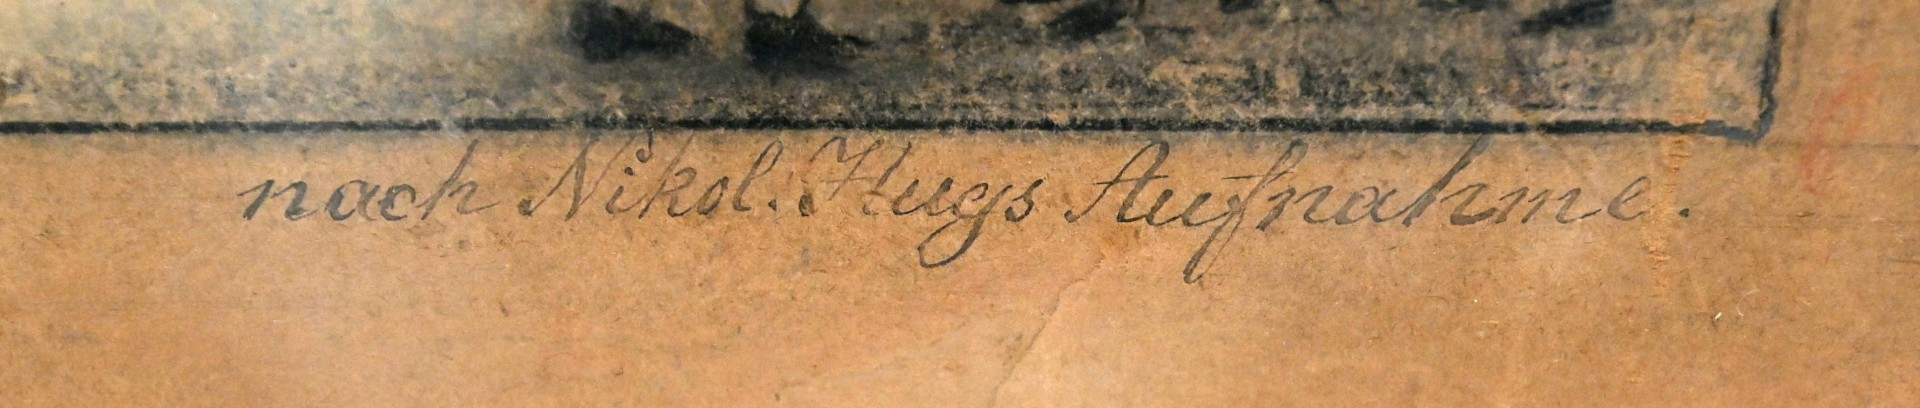 nach Nikol. Hugs Aufnahme.